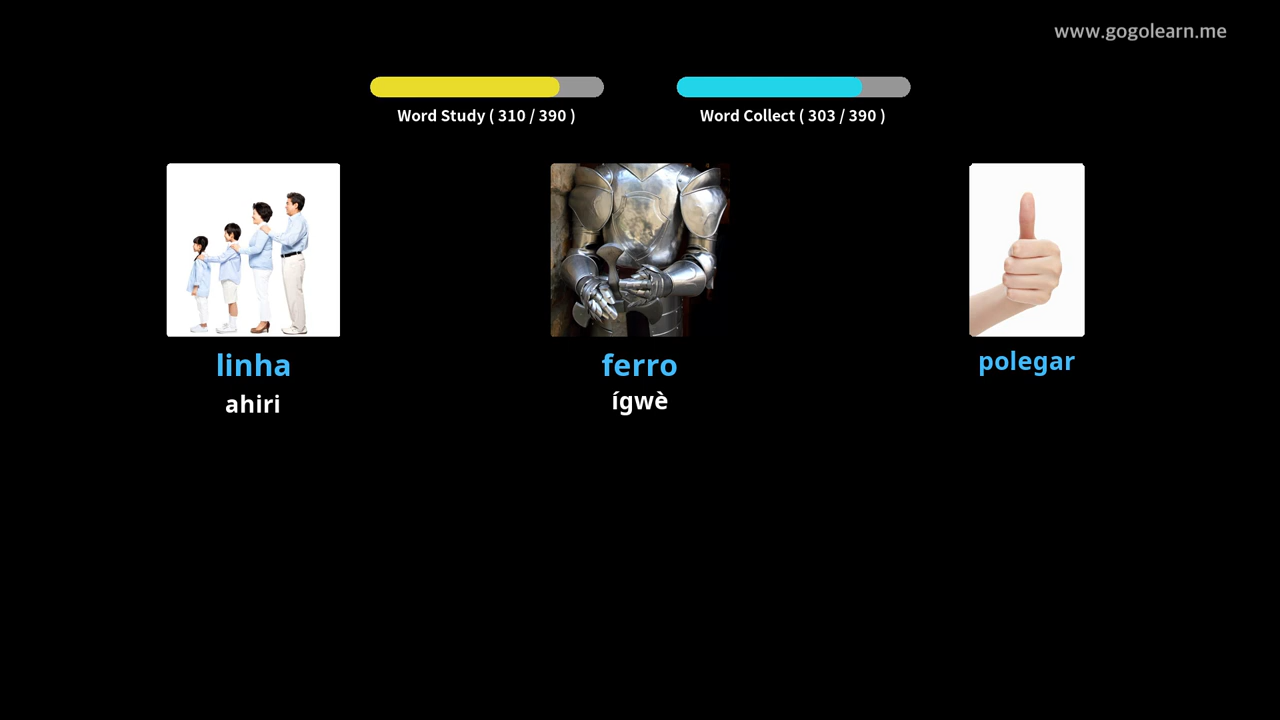 www.gogolearn.me
Word Study ( 310 / 390 )
Word Collect ( 303 / 390 )
linha
ferro
polegar
ahiri
ígwè